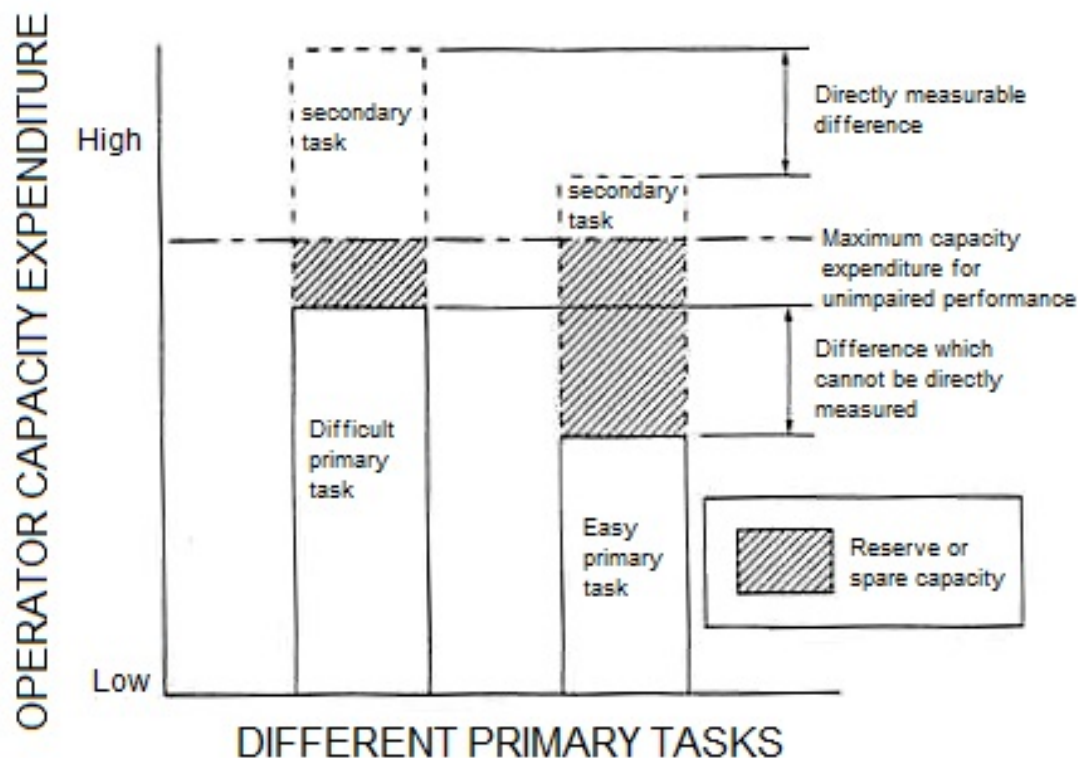 OPERATOR CAPACITY EXPENDITURE
High
Low
secondary
task
secondary
task
Difficult
primary
task
Easy
primary
task
Directly measurable
difference
Maximum capacity
expenditure for
unimpaired performance
Difference which
cannot be directly
measured
Reserve or
spare capacity
DIFFERENT PRIMARY TASKS